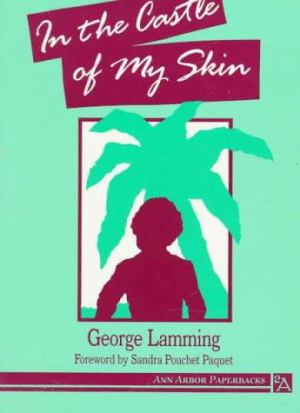 In the Castle
of My Skin
George Lamming
Foreword by Sandra Pouchet Paquet
ANN ARBOR PAPERBACKS